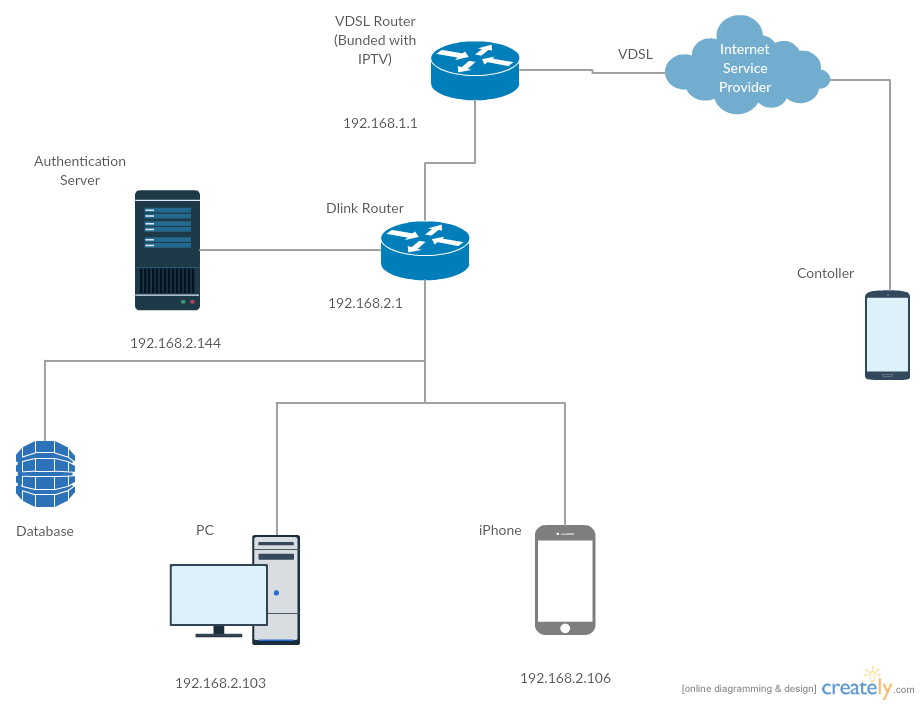 VDSL Router
(Bunded with
IPTV)
VDSL
Internet
Service
Provider
192.168.1.1
Authentication
Server
Dlink Router
Contoller
192.168.2.1
192.168.2.144
Database
PC
iPhone
192.168.2.103
192.168.2.106
[online diagramming & design] creately.com